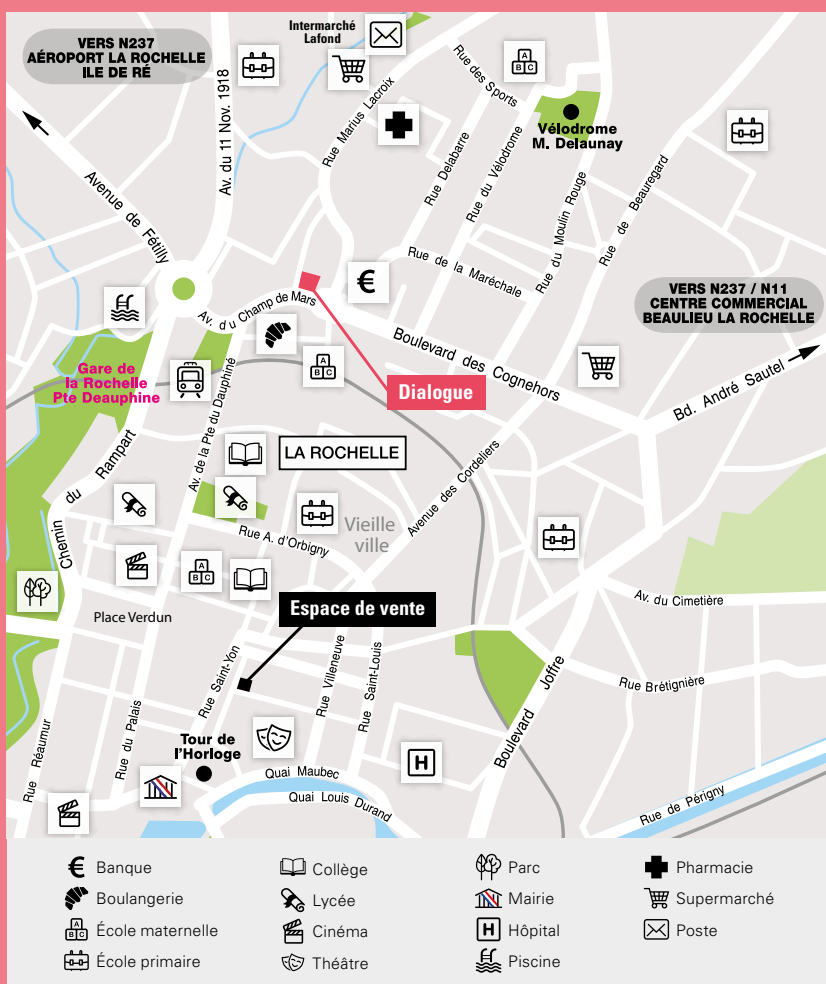 VERS N237
AÉROPORT LA ROCHELLE
ILE DE RÉ
Intermarché
Lafond
Av. du 11 Nov. 1918
Rue Marius Lacroix
Rue des Sports
A
B C
Vélodrome
M. Delaunay
Avenue de Fétilly
Rue Delabarre
Rue du Vélodrome
Rue du Moulin Rouge
Rue de Beauregard
Rue de la Maréchale
VERS N237 / N11
CENTRE COMMERCIAL
BEAULIEU LA ROCHELLE
€
Av. du Champ de Mars
Boulevard des Cognehors
A
B C
Gare de
la Rochelle
Pte Deauphine
Dialogue
Bd. André Sautel
Chemin du Rampart
Av. de la Pte du Dauphiné
LA ROCHELLE
Avenue des Cordeliers
Vieille
ville
Rue A. d'Orbigny
A
B C
Place Verdun
Espace de vente
Av. du Cimetière
Rue Saint-Yon
Rue Villeneuve
Rue Saint-Louis
Rue Brétignière
Boulevard Joffre
Rue Réaumur
Rue du Palais
Tour de
l'Horloge
H
Quai Maubec
Quai Louis Durand
Rue de Périgny
€ Banque
Boulangerie
A
B C
École maternelle
École primaire
Collège
Lycée
Cinéma
Théâtre
Parc
Mairie
H Hôpital
Piscine
Pharmacie
Supermarché
Poste